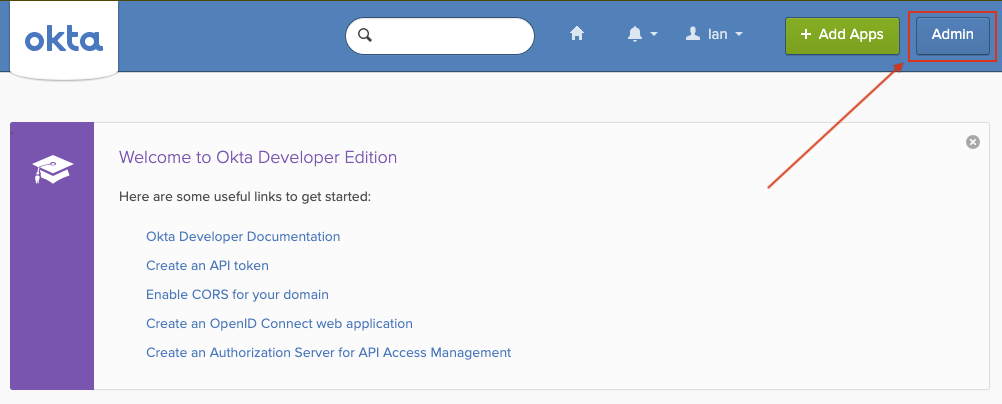 okta
Ian
+ Add Apps
Admin
Welcome to Okta Developer Edition
Here are some useful links to get started:
Okta Developer Documentation
Create an API token
Enable CORS for your domain
Create an OpenID Connect web application
Create an Authorization Server for API Access Management